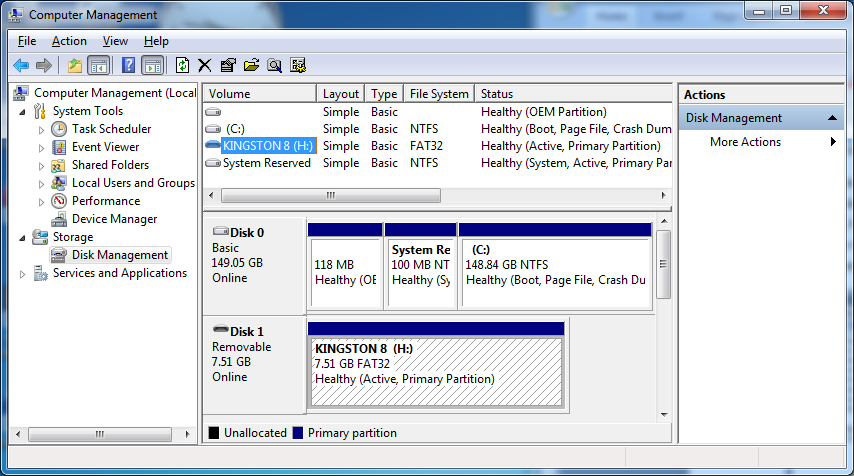 Computer Management
File Action View Help
Computer Management (Local
System Tools
Task Scheduler
Event Viewer
Shared Folders
Local Users and Groups
Performance
Device Manager
Storage
Disk Management
Services and Applications
Volume Layout Type File System Status
Simple Basic Healthy (OEM Partition)
(C:) Simple Basic NTFS Healthy (Boot, Page File, Crash Dum
KINGSTON 8 (H:) Simple Basic FAT32 Healthy (Active, Primary Partition)
System Reserved Simple Basic NTFS Healthy (System, Active, Primary Par
Disk 0
Basic
149.05 GB
Online
118 MB
Healthy (OE
System Re
100 MB NT
Healthy (Sy
(C:)
148.84 GB NTFS
Healthy (Boot, Page File, Crash Du
Disk 1
Removable
7.51 GB
Online
KINGSTON 8 (H:)
7.51 GB FAT32
Healthy (Active, Primary Partition)
Unallocated Primary partition
Actions
Disk Management
More Actions